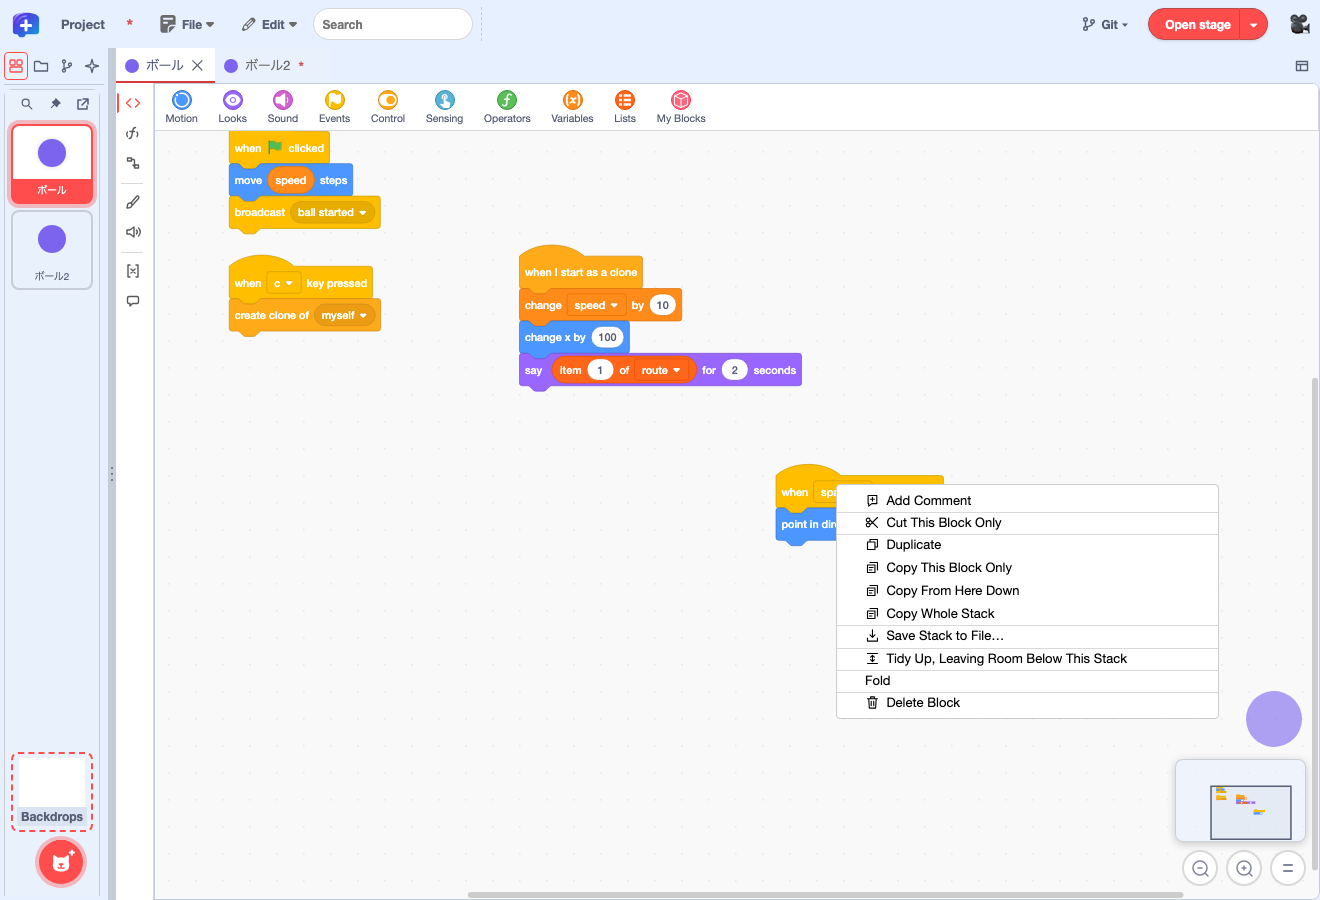 Project * File Edit Search Git Open stage
ボール ボール2 *
Motion Looks Sound Events Control Sensing Operators Variables Lists My Blocks
when clicked
move speed steps
broadcast ball started
when c key pressed
create clone of myself
when I start as a clone
change speed by 10
change x by 100
say item 1 of route for 2 seconds
when
point in
Add Comment
Cut This Block Only
Duplicate
Copy This Block Only
Copy From Here Down
Copy Whole Stack
Save Stack to File…
Tidy Up, Leaving Room Below This Stack
Fold
Delete Block
ボール
ボール2
Backdrops